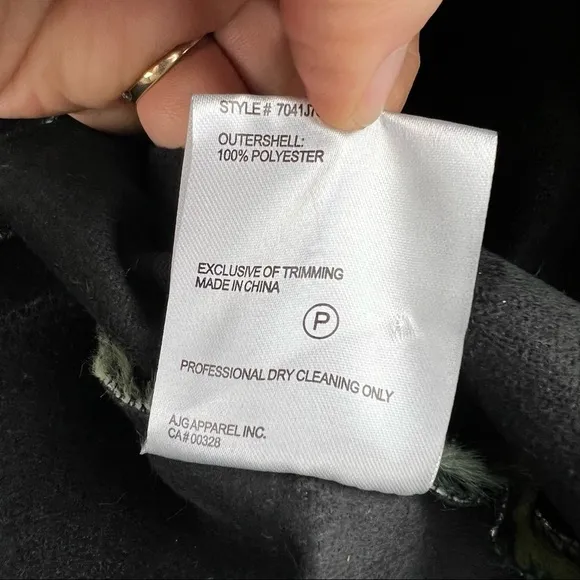 STYLE #
OUTERSHELL:
100% POLYESTER
EXCLUSIVE OF TRIMMING
MADE IN CHINA
P
PROFESSIONAL DRY CLEANING ONLY
AJG APPAREL INC.
CA # 00328